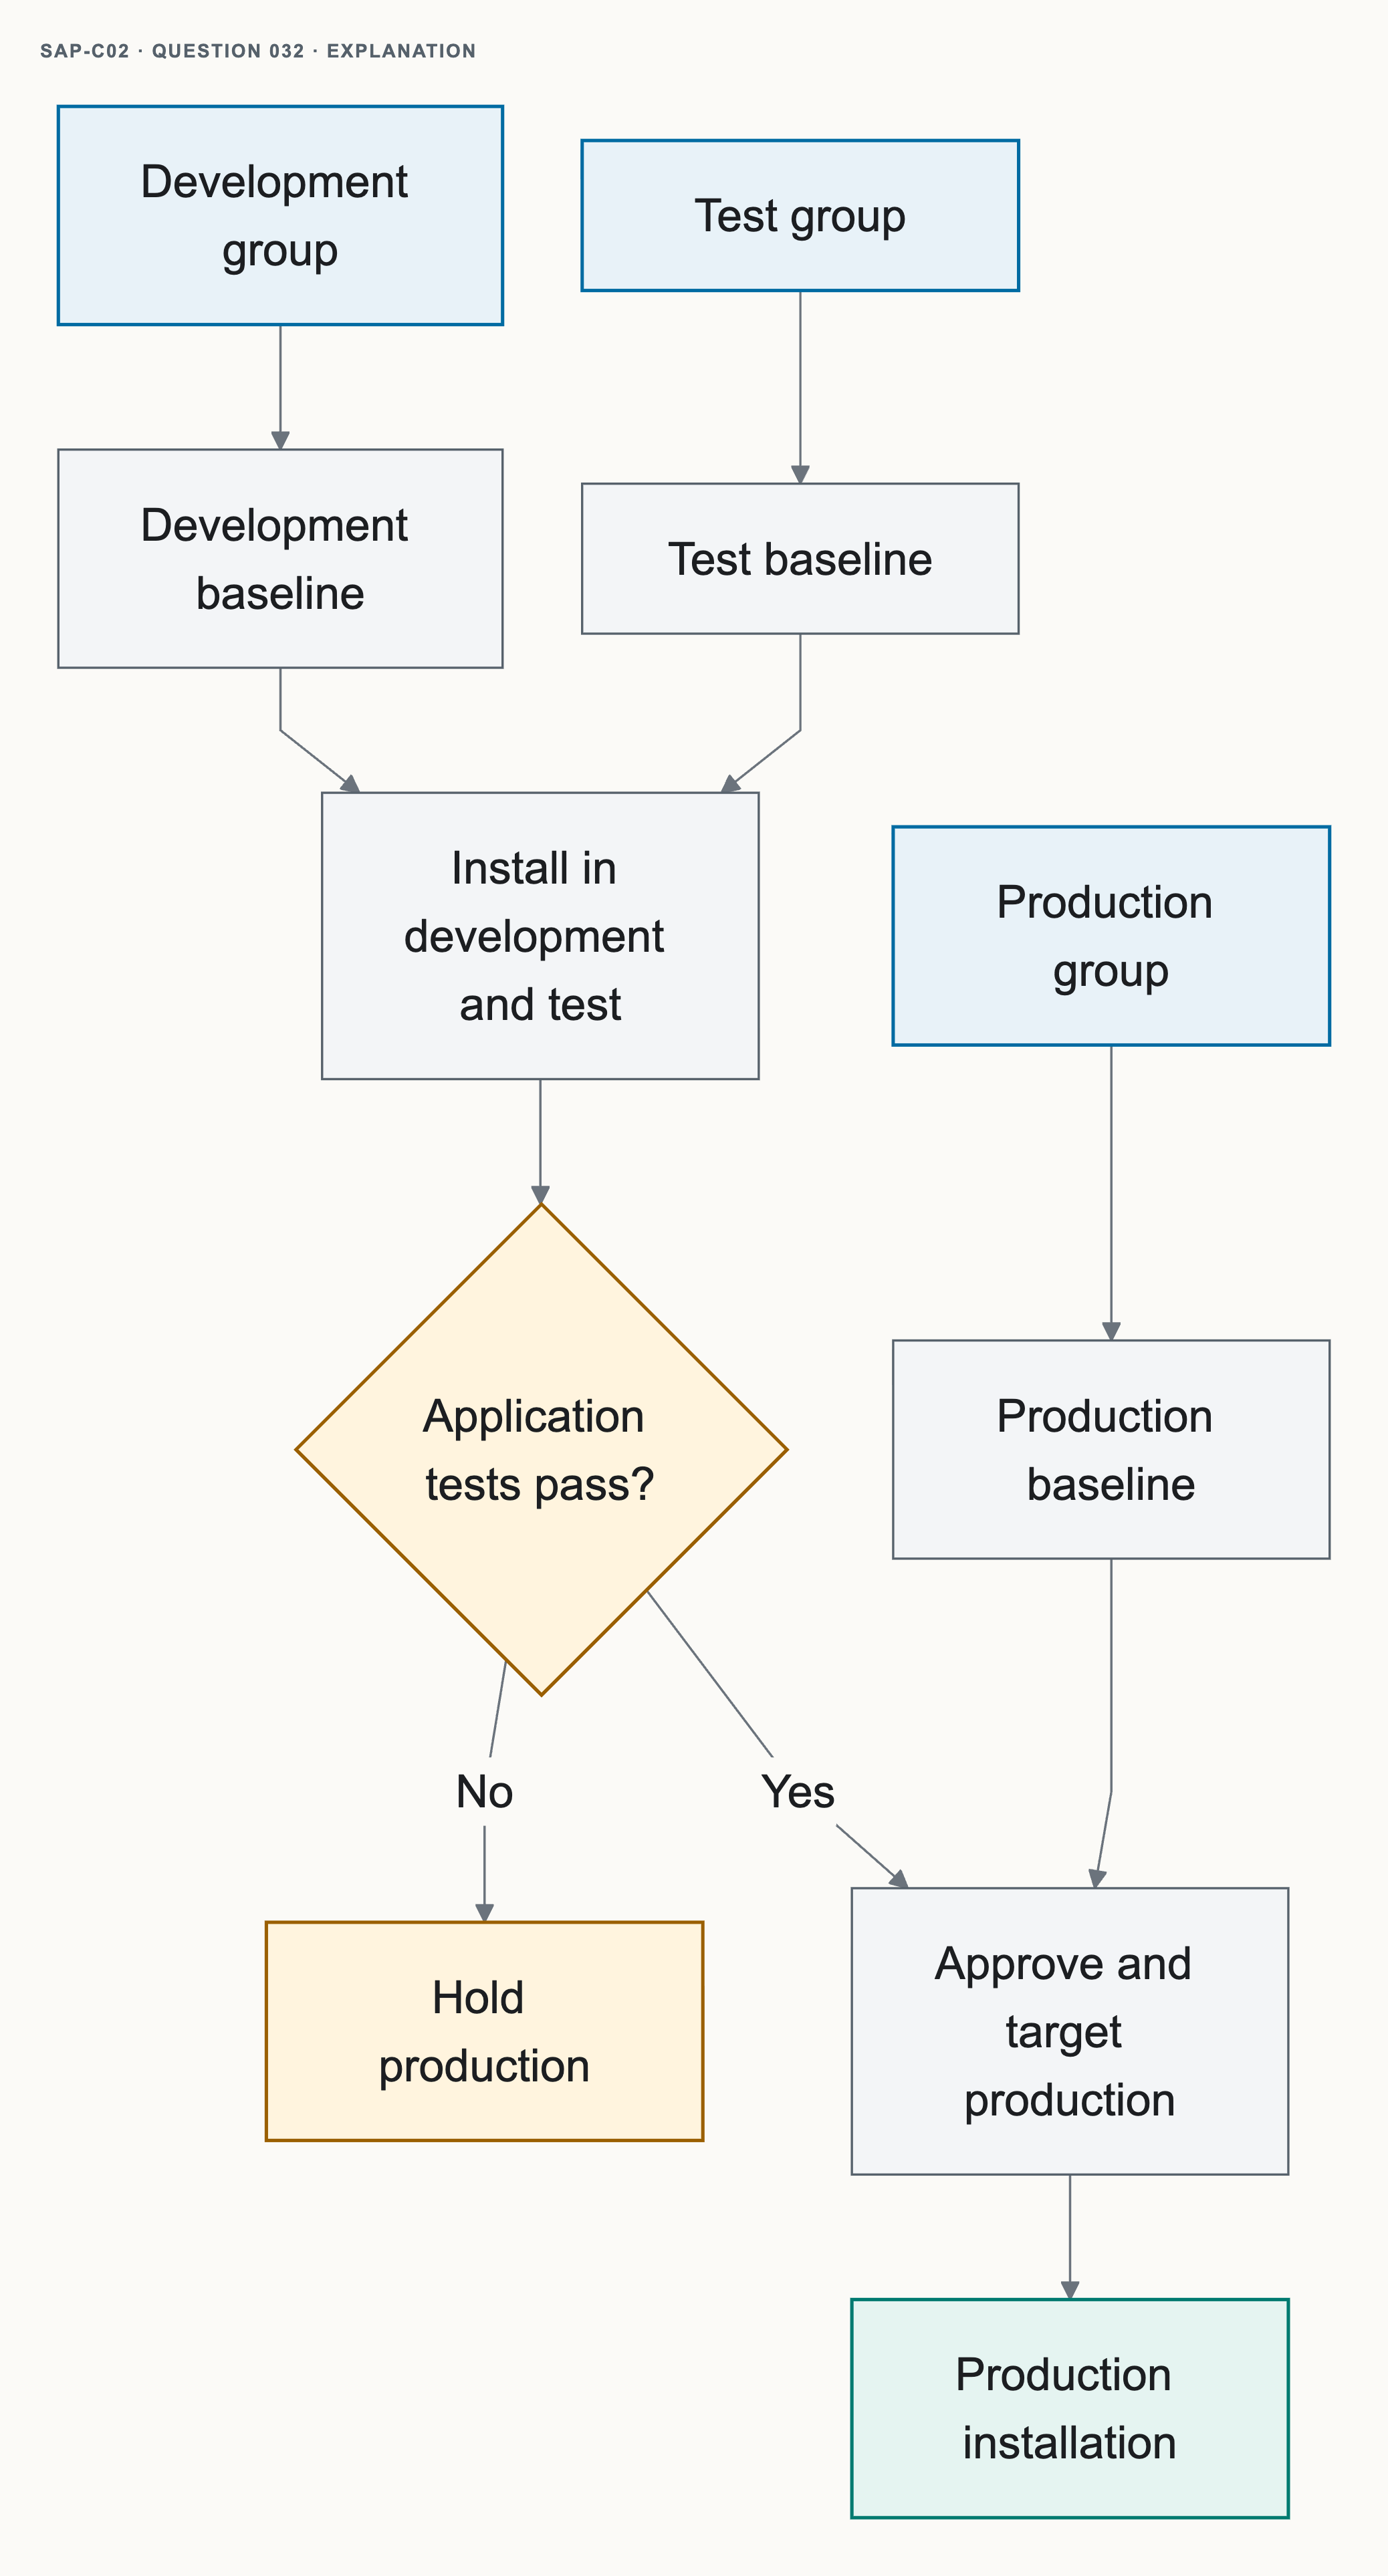 SAP-C02 · QUESTION 032 · EXPLANATION
Development
group
Test group
Development
baseline
Test baseline
Install in
development
and test
Production
group
Application
tests pass?
Production
baseline
No
Yes
Hold
production
Approve and
target
production
Production
installation